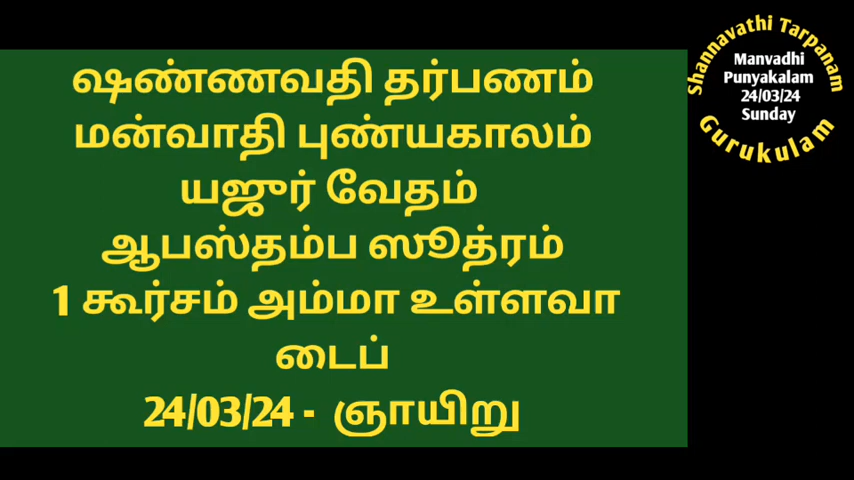 ஷண்ணவதி தர்பணம்
மன்வாதி புண்யகாலம்
யஜுர் வேதம்
ஆபஸ்தம்ப ஸூத்ரம்
1 கூர்சம் அம்மா உள்ளவா
டைப்
24/03/24 - ஞாயிறு
Shannavathi Tarpanam
Manvadhi
Punyakalam
24/03/24
Sunday
Gurukulam